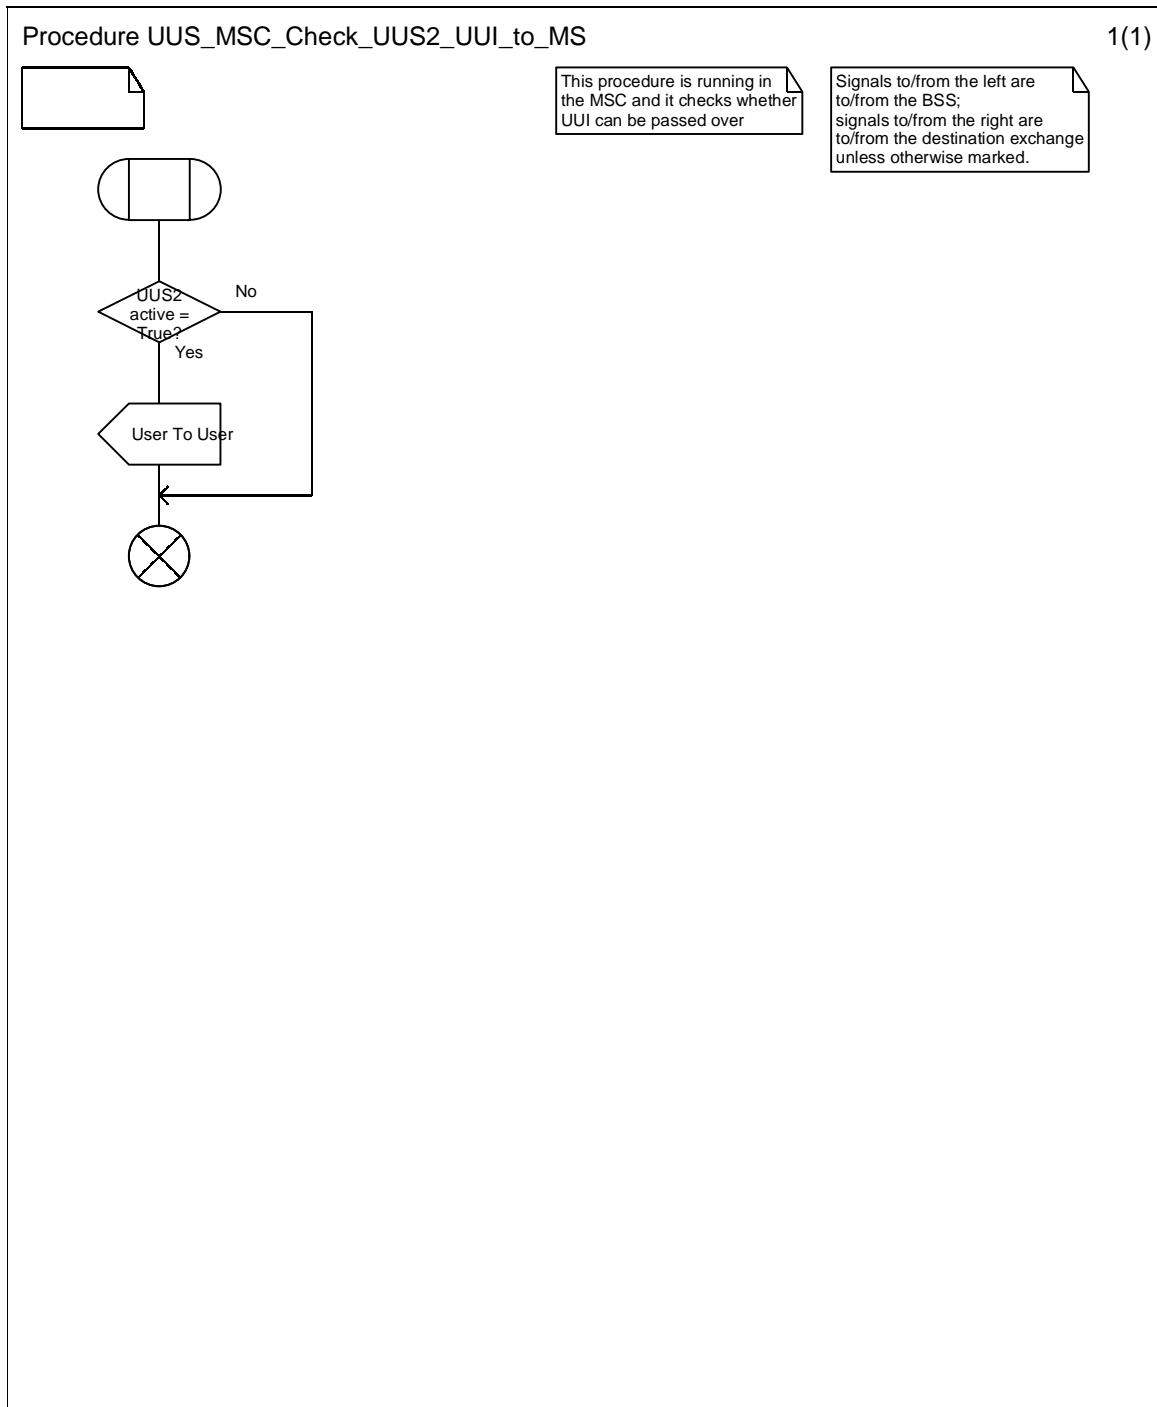 Procedure UUS_MSC_Check_UUS2_UUI_to_MS
1(1)
This procedure is running in
the MSC and it checks whether
UUI can be passed over
Signals to/from the left are
to/from the BSS;
signals to/from the right are
to/from the destination exchange
unless otherwise marked.
UUS2
active =
True?
No
Yes
User To User